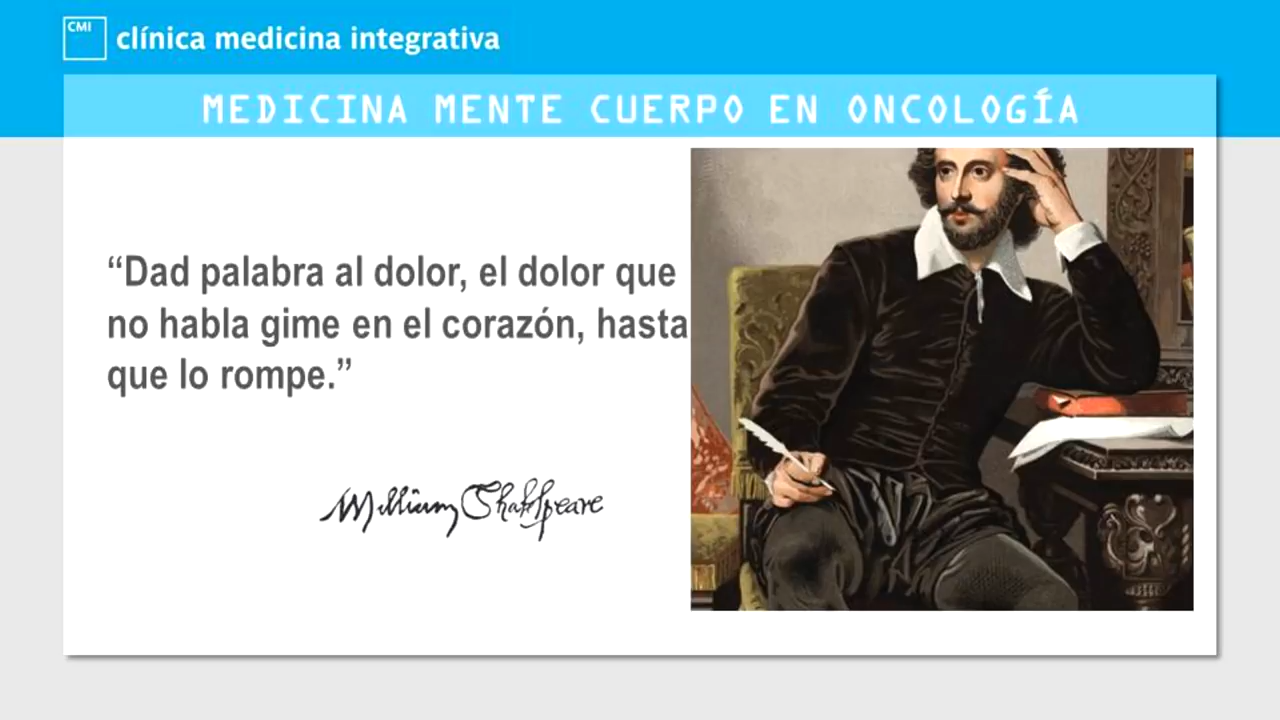 CMI
clínica medicina integrativa
MEDICINA MENTE CUERPO EN ONCOLOGÍA
“Dad palabra al dolor, el dolor que
no habla gime en el corazón, hasta
que lo rompe.”
William Shakspeare